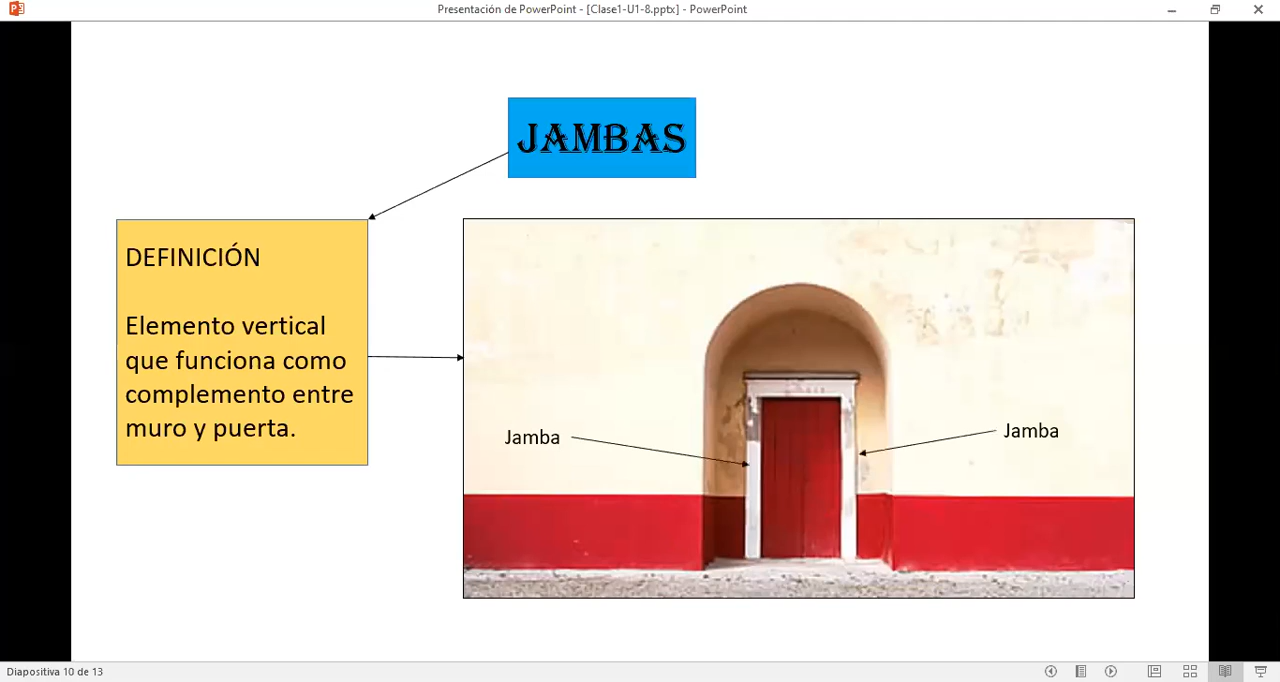 Presentación de PowerPoint - [Clase1-U1-8.pptx] - PowerPoint
JAMBAS
DEFINICIÓN
Elemento vertical
que funciona como
complemento entre
muro y puerta.
Jamba
Jamba
Diapositiva 10 de 13